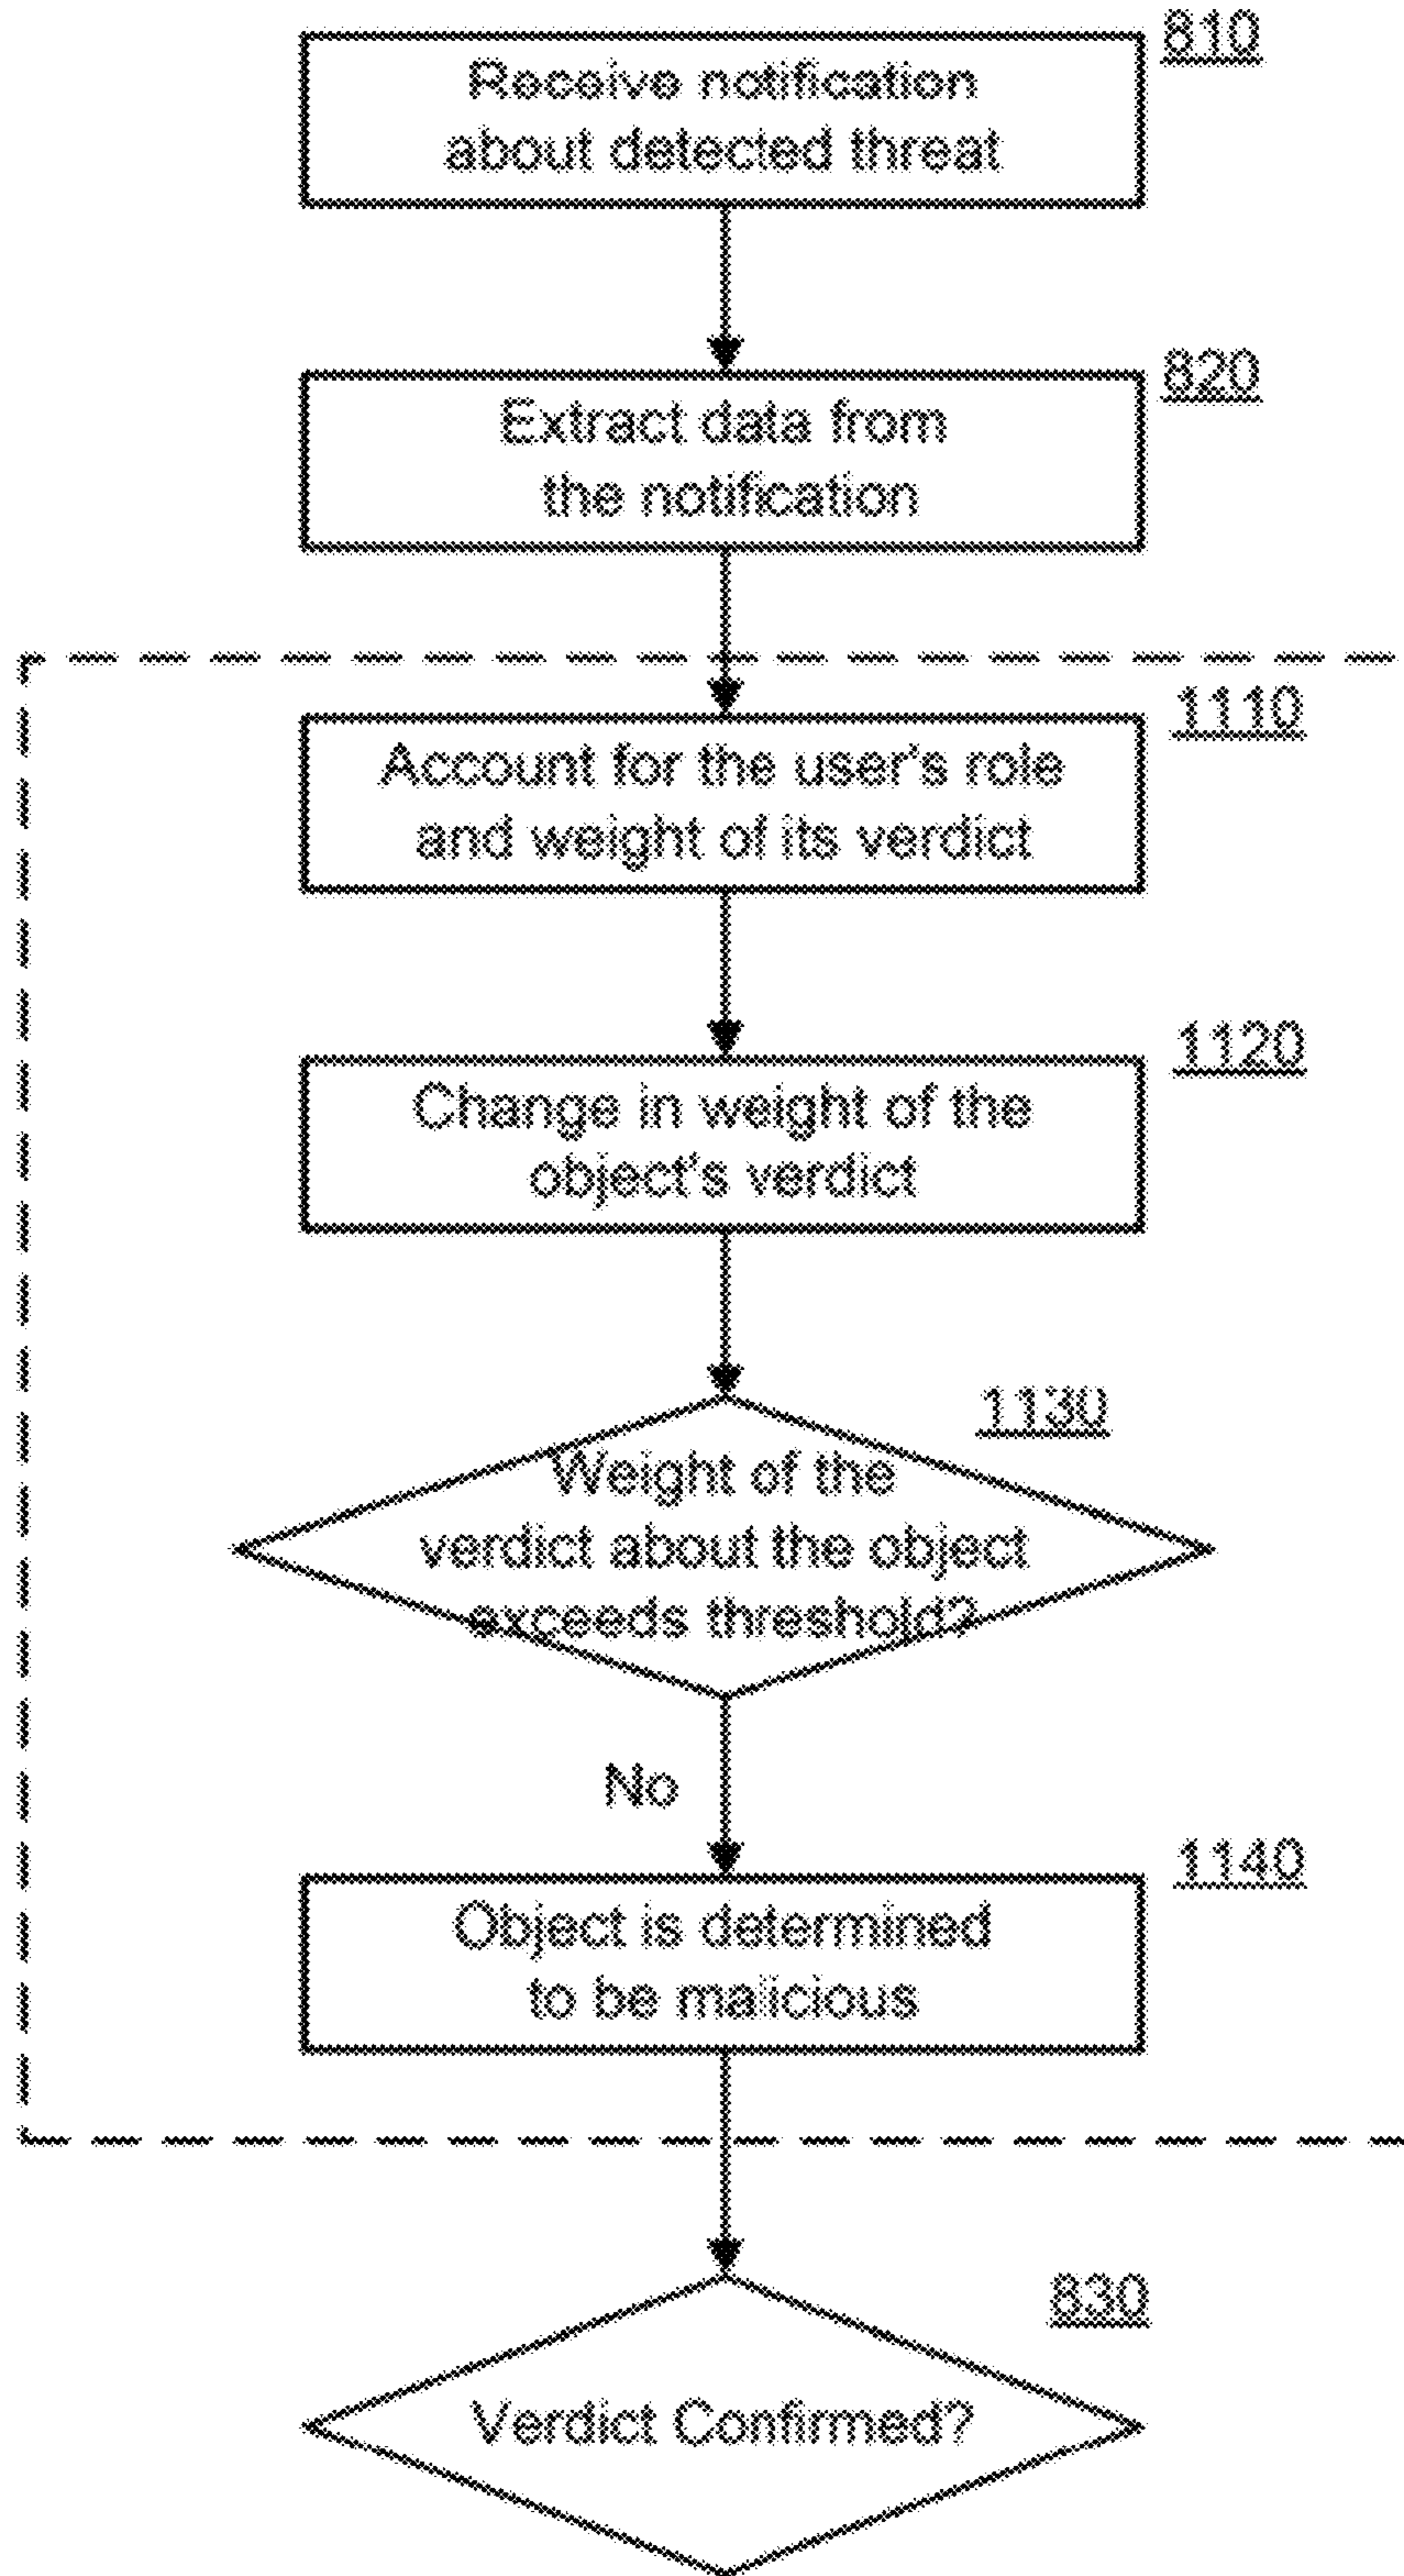 810
Receive notification
about detected threat
820
Extract data from
the notification
1110
Account for the user's role
and weight of its verdict
1120
Change in weight of the
object's verdict
1130
Weight of the
verdict about the object
exceeds threshold?
No
1140
Object is determined
to be malicious
830
Verdict Confirmed?